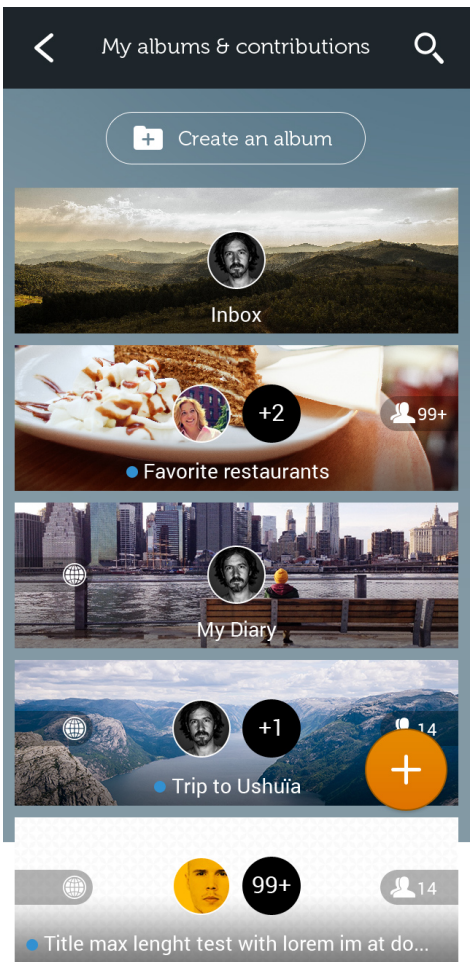 My albums & contributions
Create an album
Inbox
+2
99+
Favorite restaurants
My Diary
+1
14
Trip to Ushuïa
99+
14
Title max lenght test with lorem im at do...